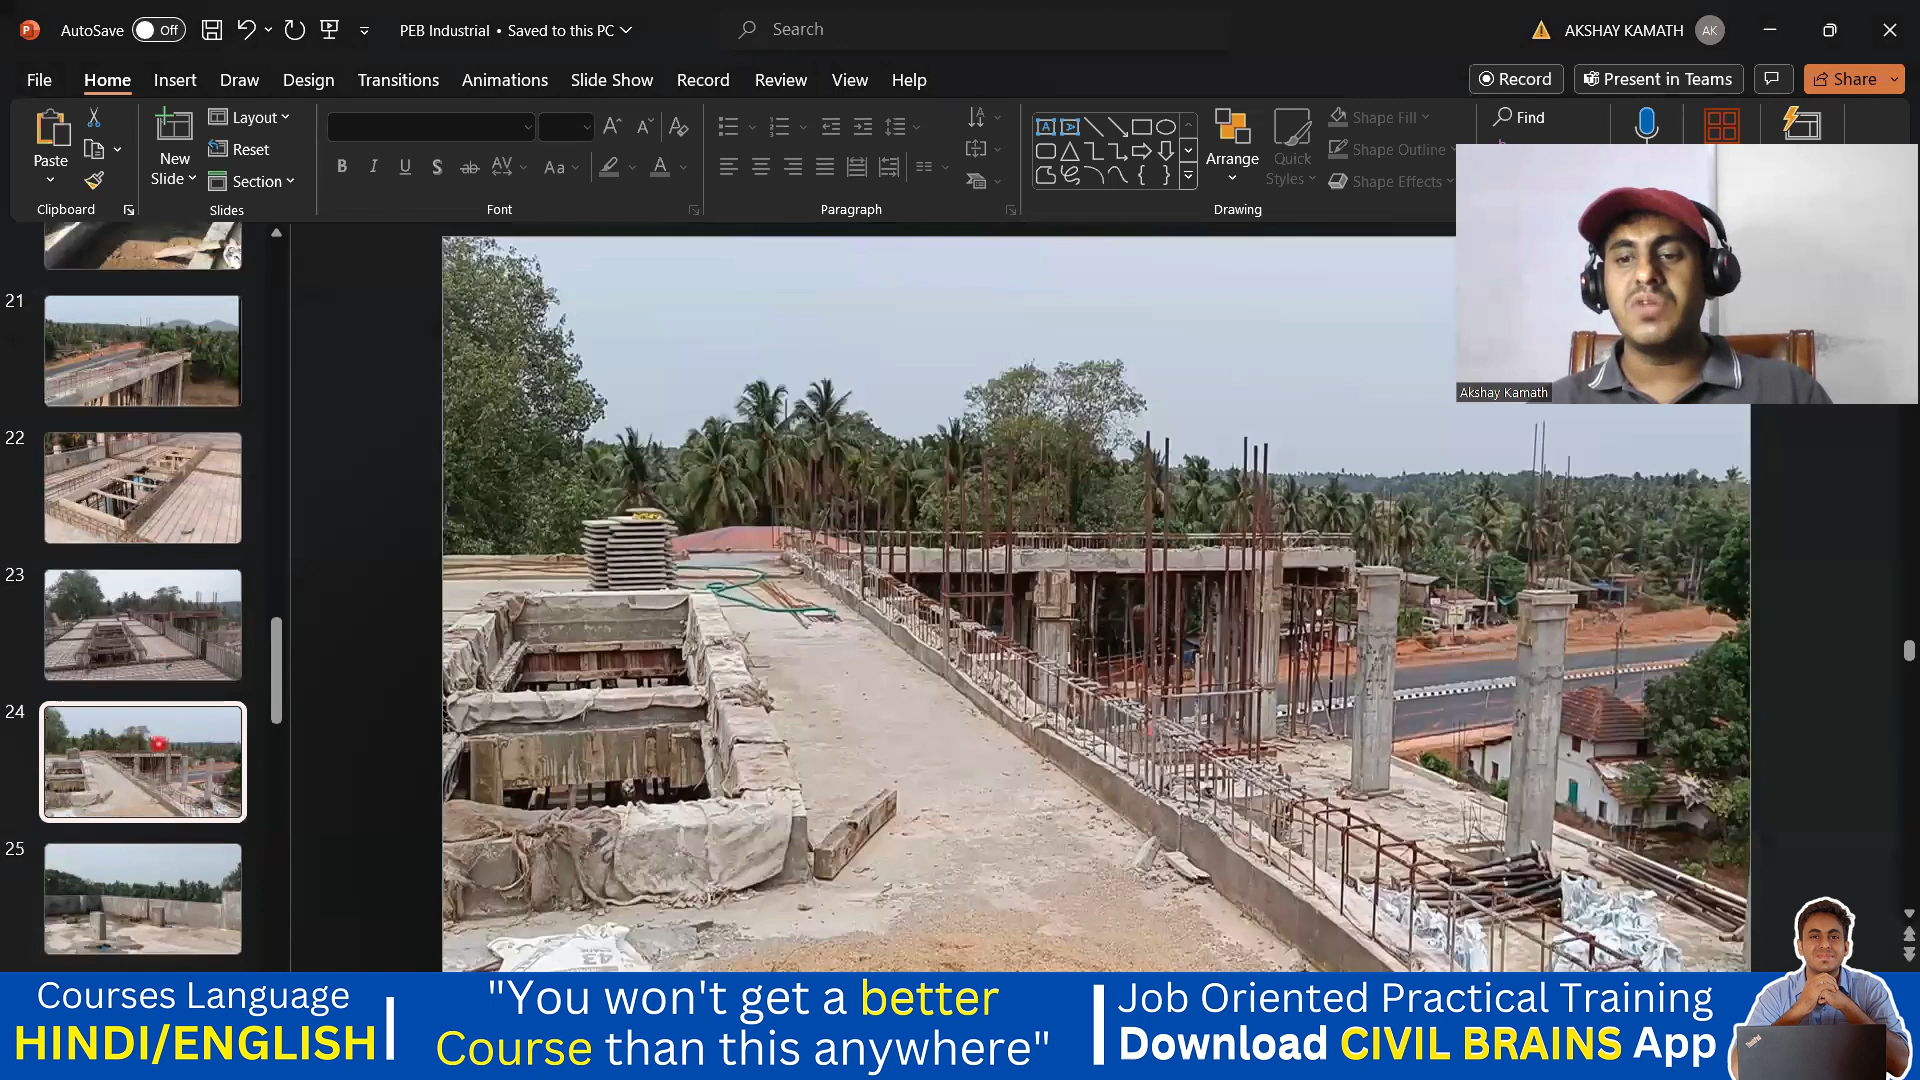 AutoSave Off PEB Industrial • Saved to this PC Search AKSHAY KAMATH AK
File Home Insert Draw Design Transitions Animations Slide Show Record Review View Help Record Present in Teams Share
Paste New Slide Layout Reset Section Aa Arrange Quick Styles Shape Fill Shape Outline Shape Effects Find
Clipboard Slides Font Paragraph Drawing
Akshay Kamath
21
22
23
24
25
43
Courses Language
HINDI/ENGLISH
"You won't get a better
Course than this anywhere"
Job Oriented Practical Training
Download CIVIL BRAINS App